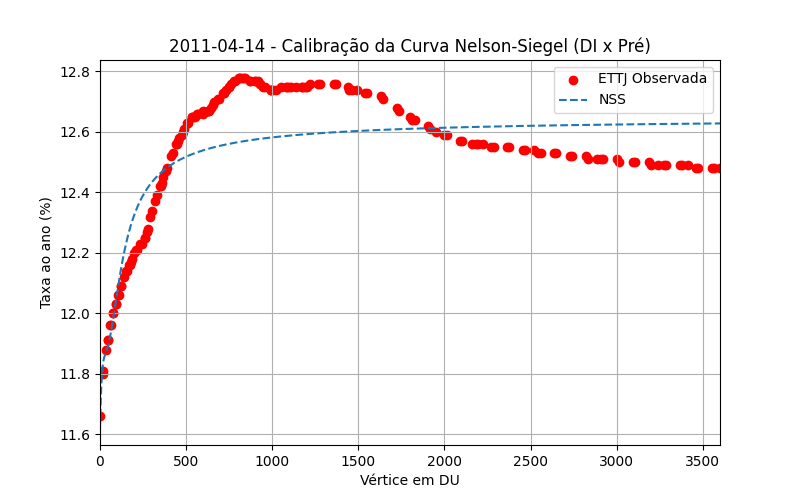 2011-04-14 - Calibração da Curva Nelson-Siegel (DI x Pré)
12.8
12.6
12.4
12.2
12.0
11.8
11.6
Taxa ao ano (%)
ETTJ Observada
NSS
0 500 1000 1500 2000 2500 3000 3500
Vértice em DU